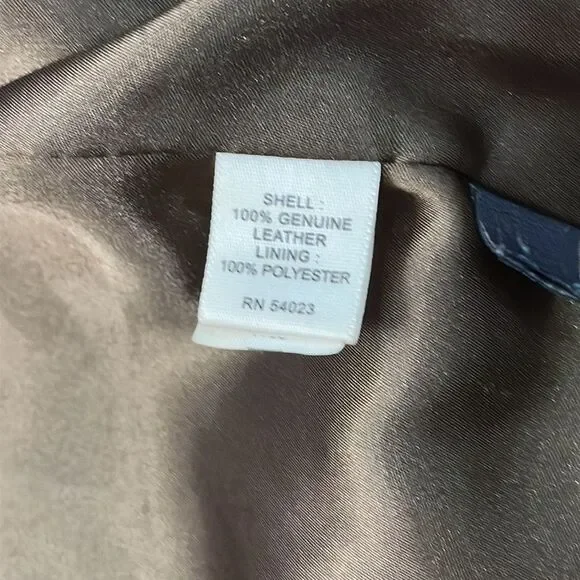 SHELL :
100% GENUINE
LEATHER
LINING :
100% POLYESTER
RN 54023